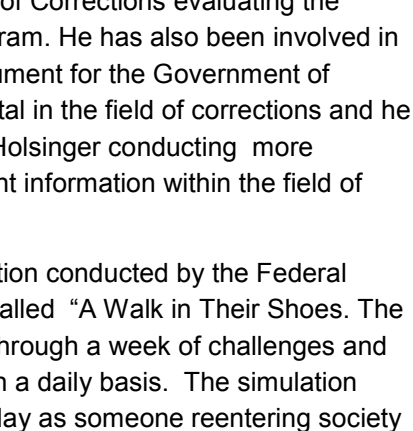 of Corrections evaluating the
ram. He has also been involved in
ument for the Government of
tal in the field of corrections and he
Holsinger conducting  more
nt information within the field of
tion conducted by the Federal
alled  “A Walk in Their Shoes. The
hrough a week of challenges and
n a daily basis.  The simulation
lay as someone reentering society